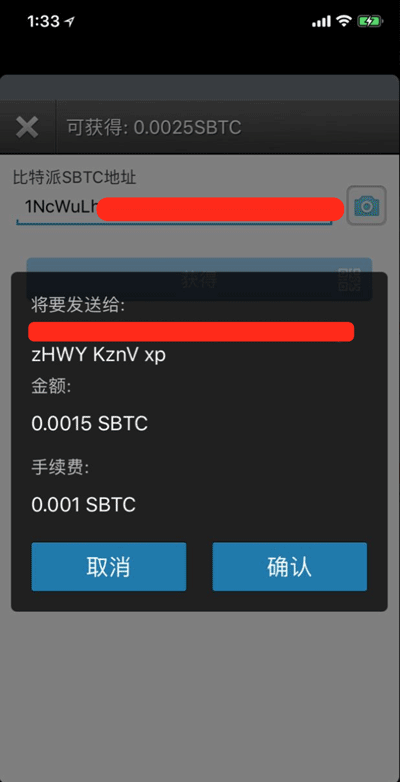 1:33
可获得: 0.0025SBTC
比特派SBTC地址
1NcWuLh
获得
将要发送给:
zHWY KznV xp
金额:
0.0015 SBTC
手续费:
0.001 SBTC
取消
确认